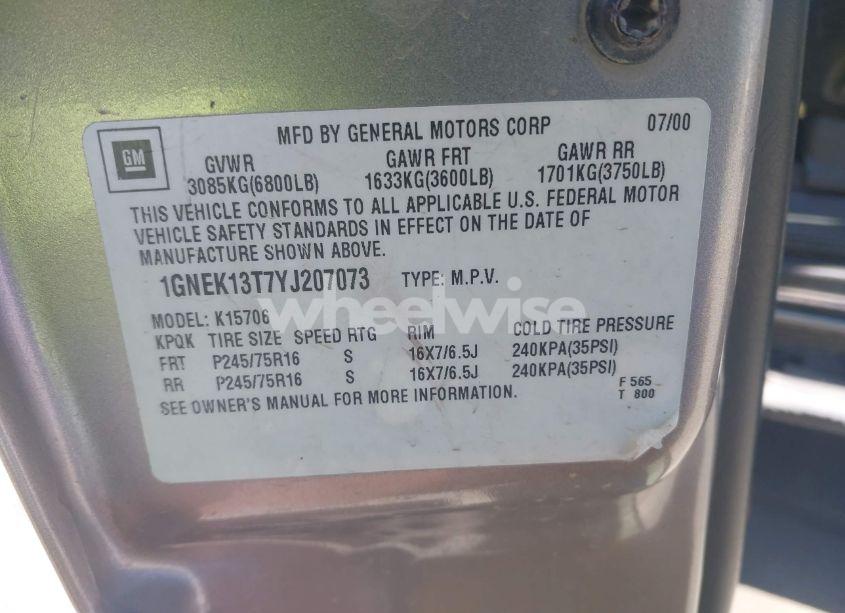 MFD BY GENERAL MOTORS CORP 07/00
GM
GVWR GAWR FRT GAWR RR
3085KG(6800LB) 1633KG(3600LB) 1701KG(3750LB)
THIS VEHICLE CONFORMS TO ALL APPLICABLE U.S. FEDERAL MOTOR
VEHICLE SAFETY STANDARDS IN EFFECT ON THE DATE OF
MANUFACTURE SHOWN ABOVE.
1GNEK13T7YJ207073 TYPE: M.P.V.
wheelwise
MODEL: K15706
KPQK TIRE SIZE SPEED RTG RIM COLD TIRE PRESSURE
FRT P245/75R16 S 16X7/6.5J 240KPA(35PSI)
RR P245/75R16 S 16X7/6.5J 240KPA(35PSI)
SEE OWNER'S MANUAL FOR MORE INFORMATION.
F 565
T 800